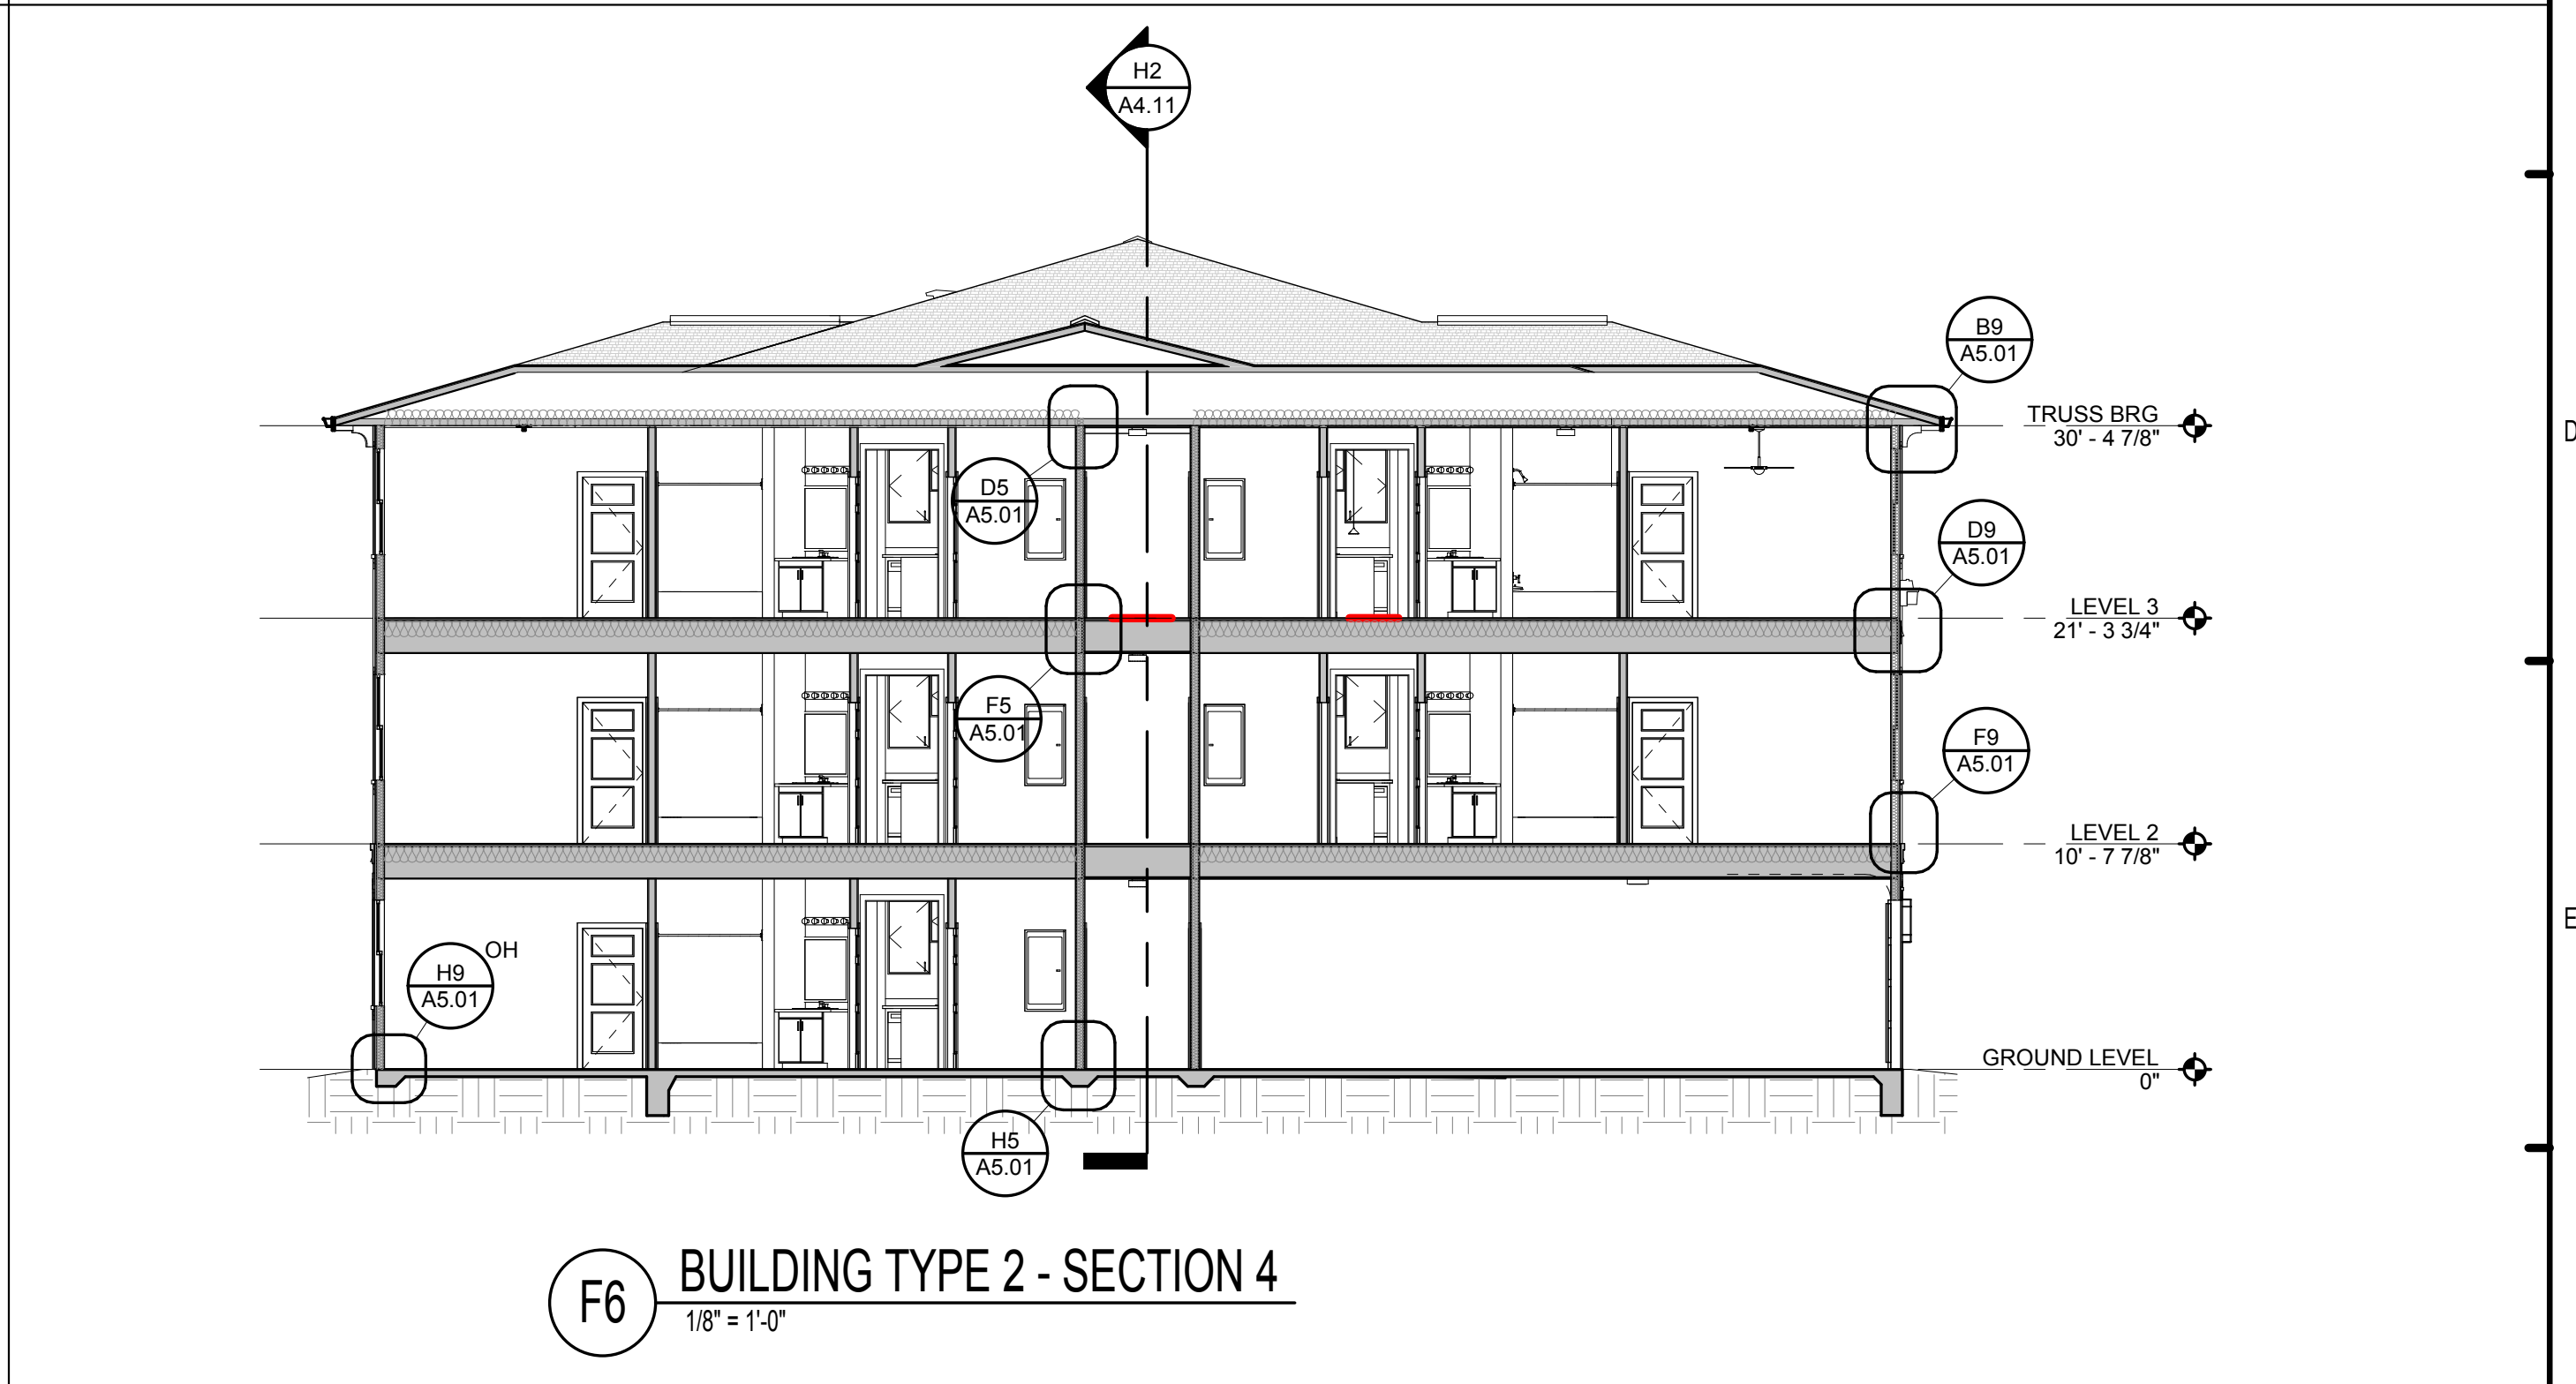 H2
A4.11
B9
A5.01
TRUSS BRG
30' - 4 7/8"
D
D5
A5.01
D9
A5.01
LEVEL 3
21' - 3 3/4"
F5
A5.01
F9
A5.01
LEVEL 2
10' - 7 7/8"
E
OH
H9
A5.01
GROUND LEVEL
0"
H5
A5.01
F6
BUILDING TYPE 2 - SECTION 4
1/8" = 1'-0"